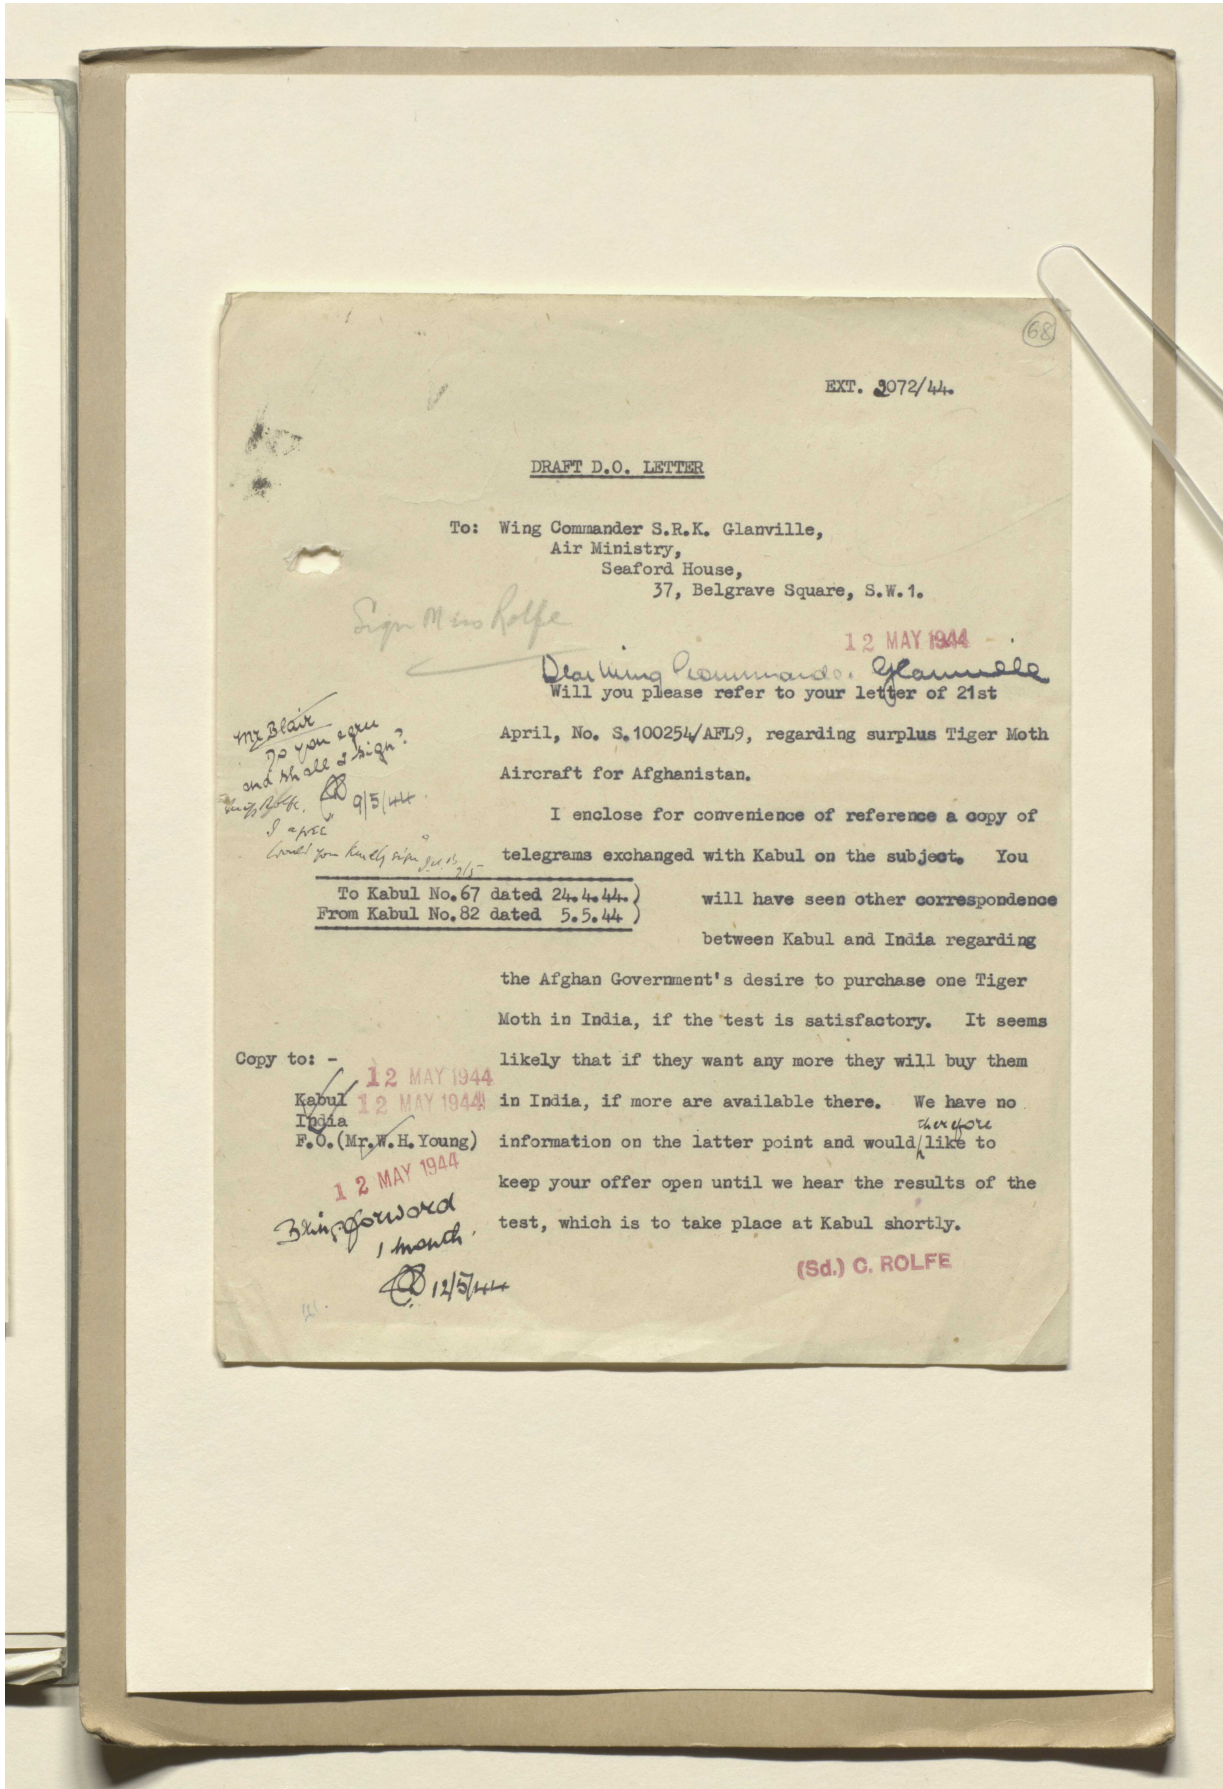 68
EXT. 3072/44.
DRAFT D.O. LETTER
To: Wing Commander S.R.K. Glanville,
Air Ministry,
Seaford House,
37, Belgrave Square, S.W.1.
Sign Miss Rolfe
12 MAY 1944
Dear Wing Commander Glanville
Will you please refer to your letter of 21st
April, No. S.100254/AFL9, regarding surplus Tiger Moth
Aircraft for Afghanistan.
Mr Blair
Do you agree
and shall I sign?
9/5/44.
Miss Rolfe.
I agree
Would you kindly sign
I enclose for convenience of reference a copy of
telegrams exchanged with Kabul on the subject. You
To Kabul No.67 dated 24.4.44.)
From Kabul No.82 dated 5.5.44 )
will have seen other correspondence
between Kabul and India regarding
the Afghan Government's desire to purchase one Tiger
Moth in India, if the test is satisfactory. It seems
likely that if they want any more they will buy them
in India, if more are available there. We have no
therefore
information on the latter point and would like to
keep your offer open until we hear the results of the
test, which is to take place at Kabul shortly.
(Sd.) C. ROLFE
Copy to: -
12 MAY 1944
Kabul 12 MAY 1944
India
F.O.(Mr.W.H.Young)
12 MAY 1944
Bring forward
1 month.
12/5/44